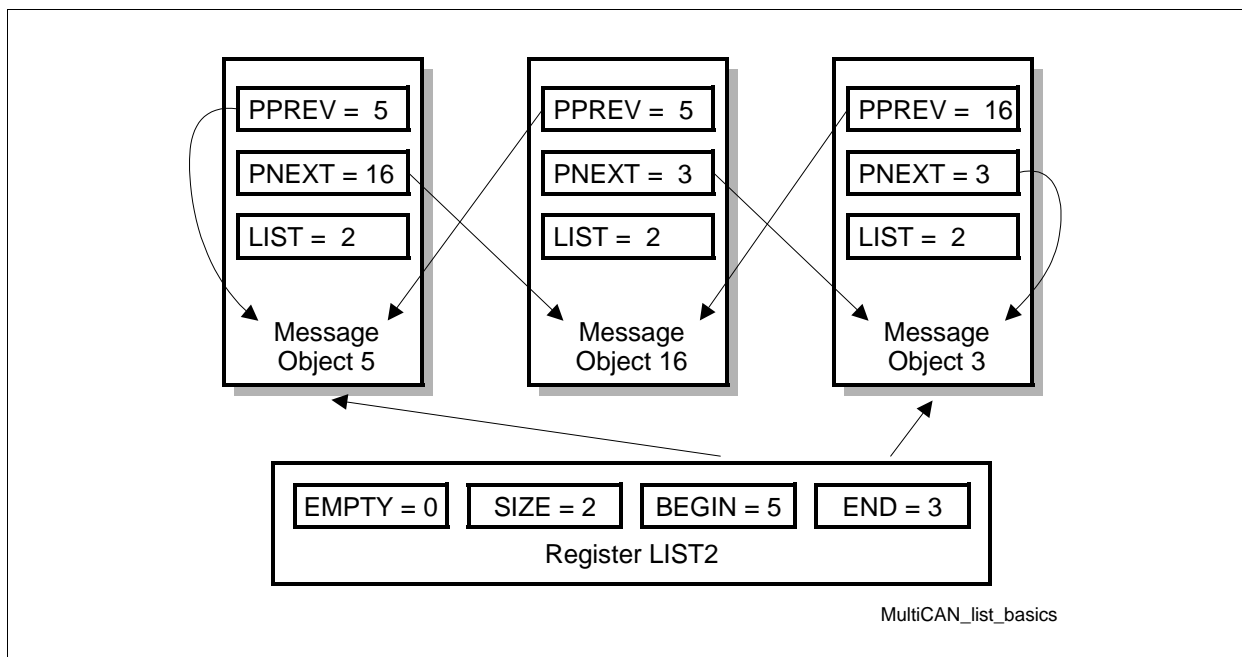 PPREV = 5
PNEXT = 16
LIST = 2
Message
Object 5
PPREV = 5
PNEXT = 3
LIST = 2
Message
Object 16
PPREV = 16
PNEXT = 3
LIST = 2
Message
Object 3
EMPTY = 0 SIZE = 2 BEGIN = 5 END = 3
Register LIST2
MultiCAN_list_basics